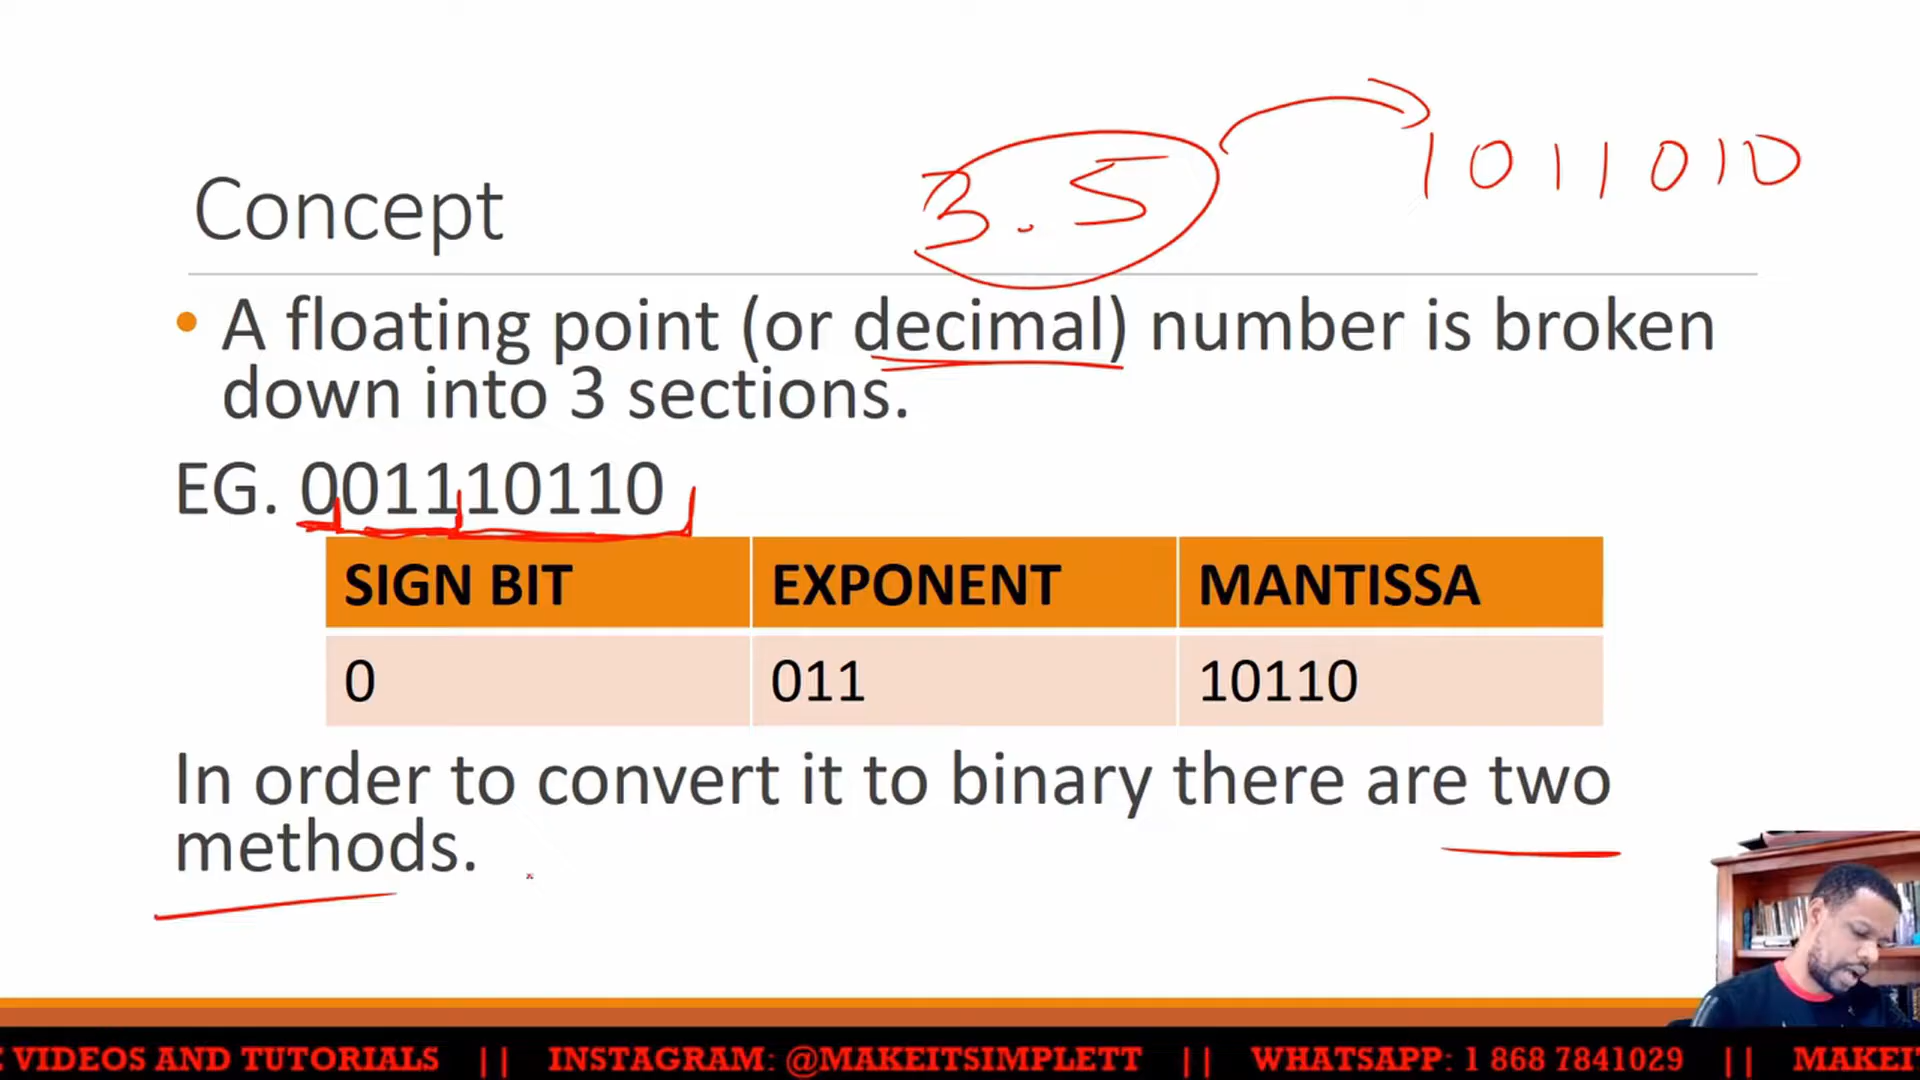 3.5
1011010
Concept
• A floating point (or decimal) number is broken
down into 3 sections.
EG. 001110110
SIGN BIT EXPONENT MANTISSA
0 011 10110
In order to convert it to binary there are two
methods.
VIDEOS AND TUTORIALS || INSTAGRAM: @MAKEITSIMPLETT || WHATSAPP: 1 868 7841029 || MAKEI